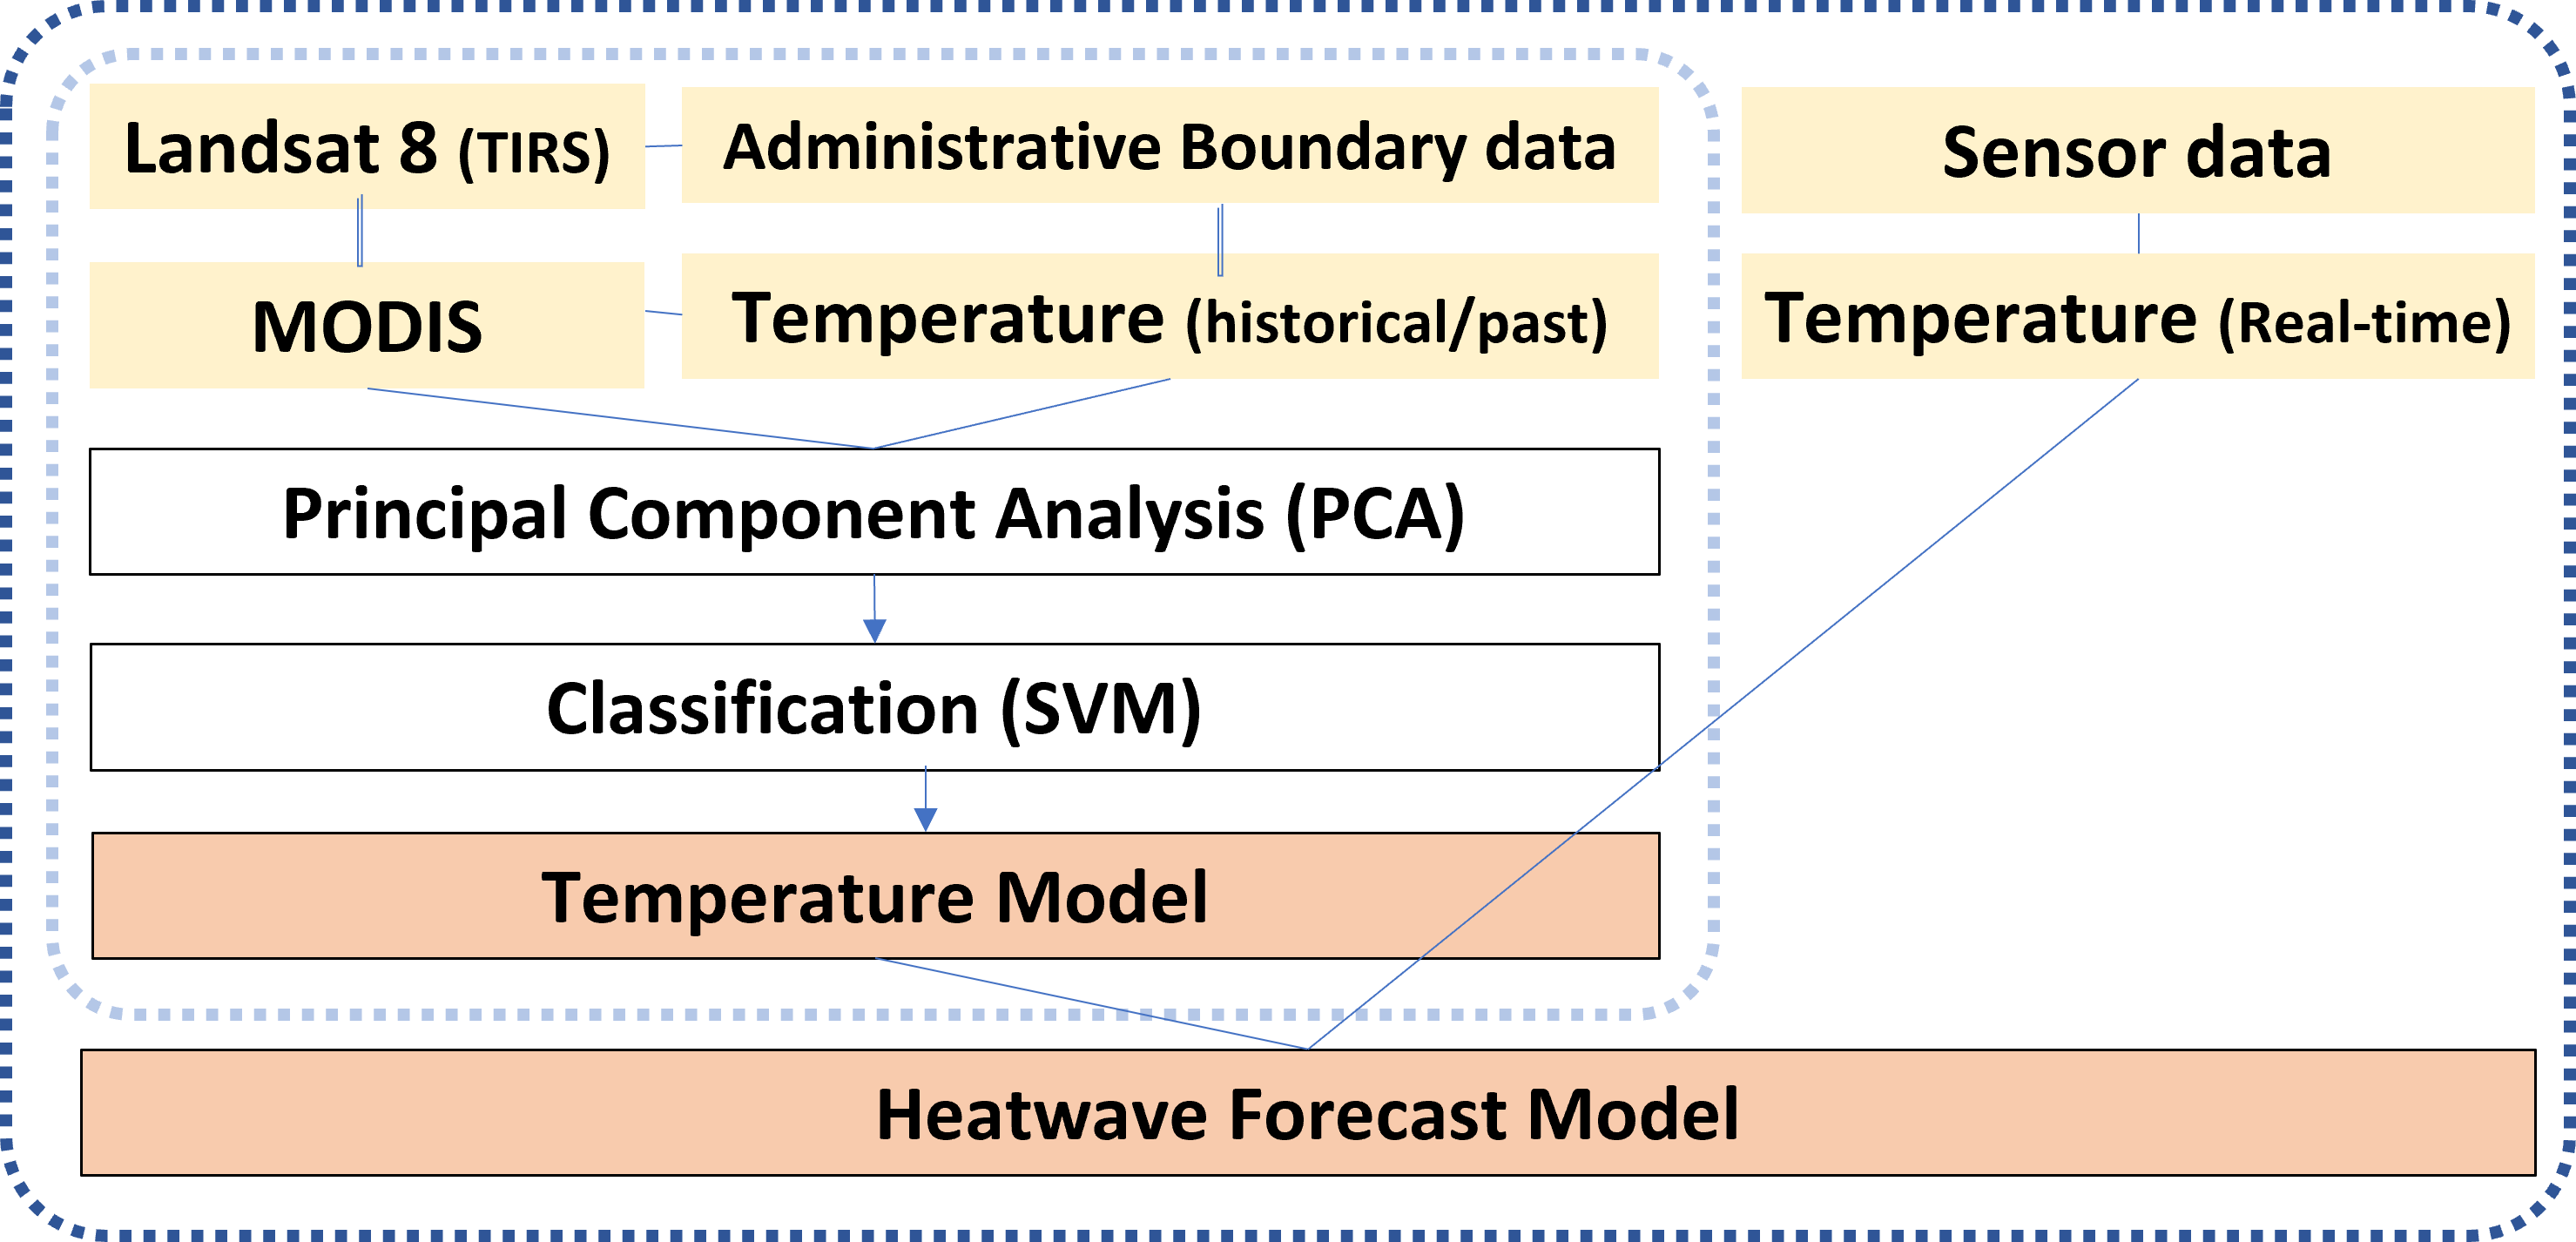 Landsat 8 (TIRS)
Administrative Boundary data
Sensor data
MODIS
Temperature (historical/past)
Temperature (Real-time)
Principal Component Analysis (PCA)
Classification (SVM)
Temperature Model
Heatwave Forecast Model